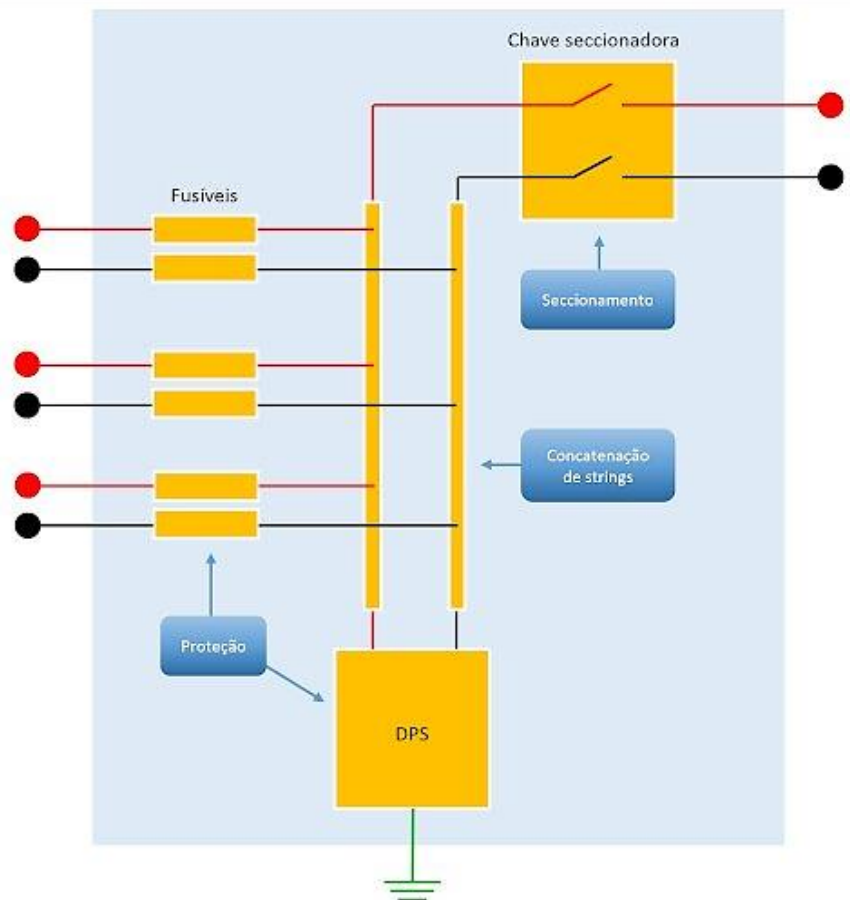 Chave seccionadora
Fusíveis
Seccionamento
Concatenação
de strings
Proteção
DPS